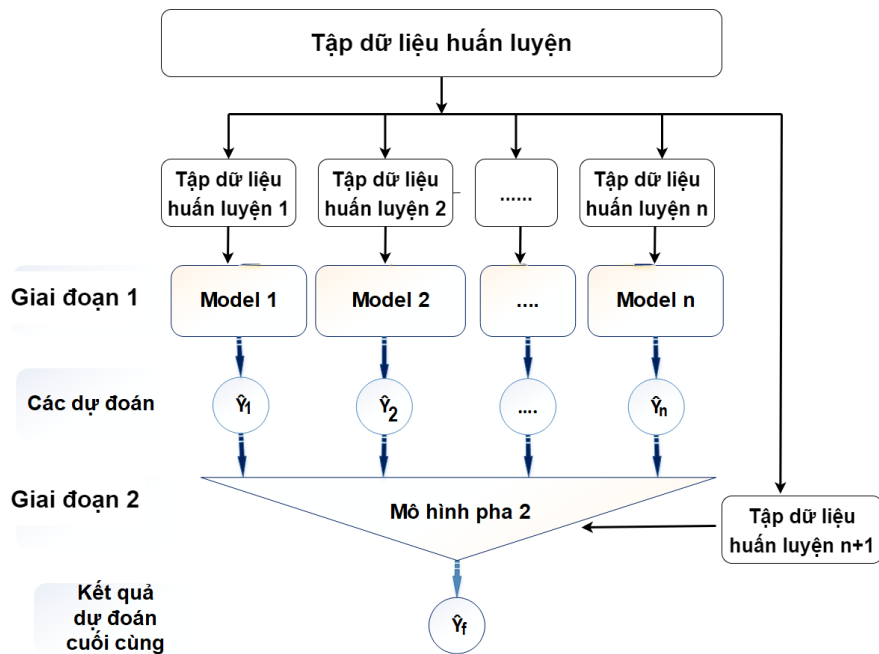 Tập dữ liệu huấn luyện
Tập dữ liệu
huấn luyện 1
Tập dữ liệu
huấn luyện 2
......
Tập dữ liệu
huấn luyện n
Giai đoạn 1
Model 1
Model 2
....
Model n
Các dự đoán
Ŷ1
Ŷ2
....
Ŷn
Giai đoạn 2
Mô hình pha 2
Tập dữ liệu
huấn luyện n+1
Kết quả
dự đoán
cuối cùng
Ŷf